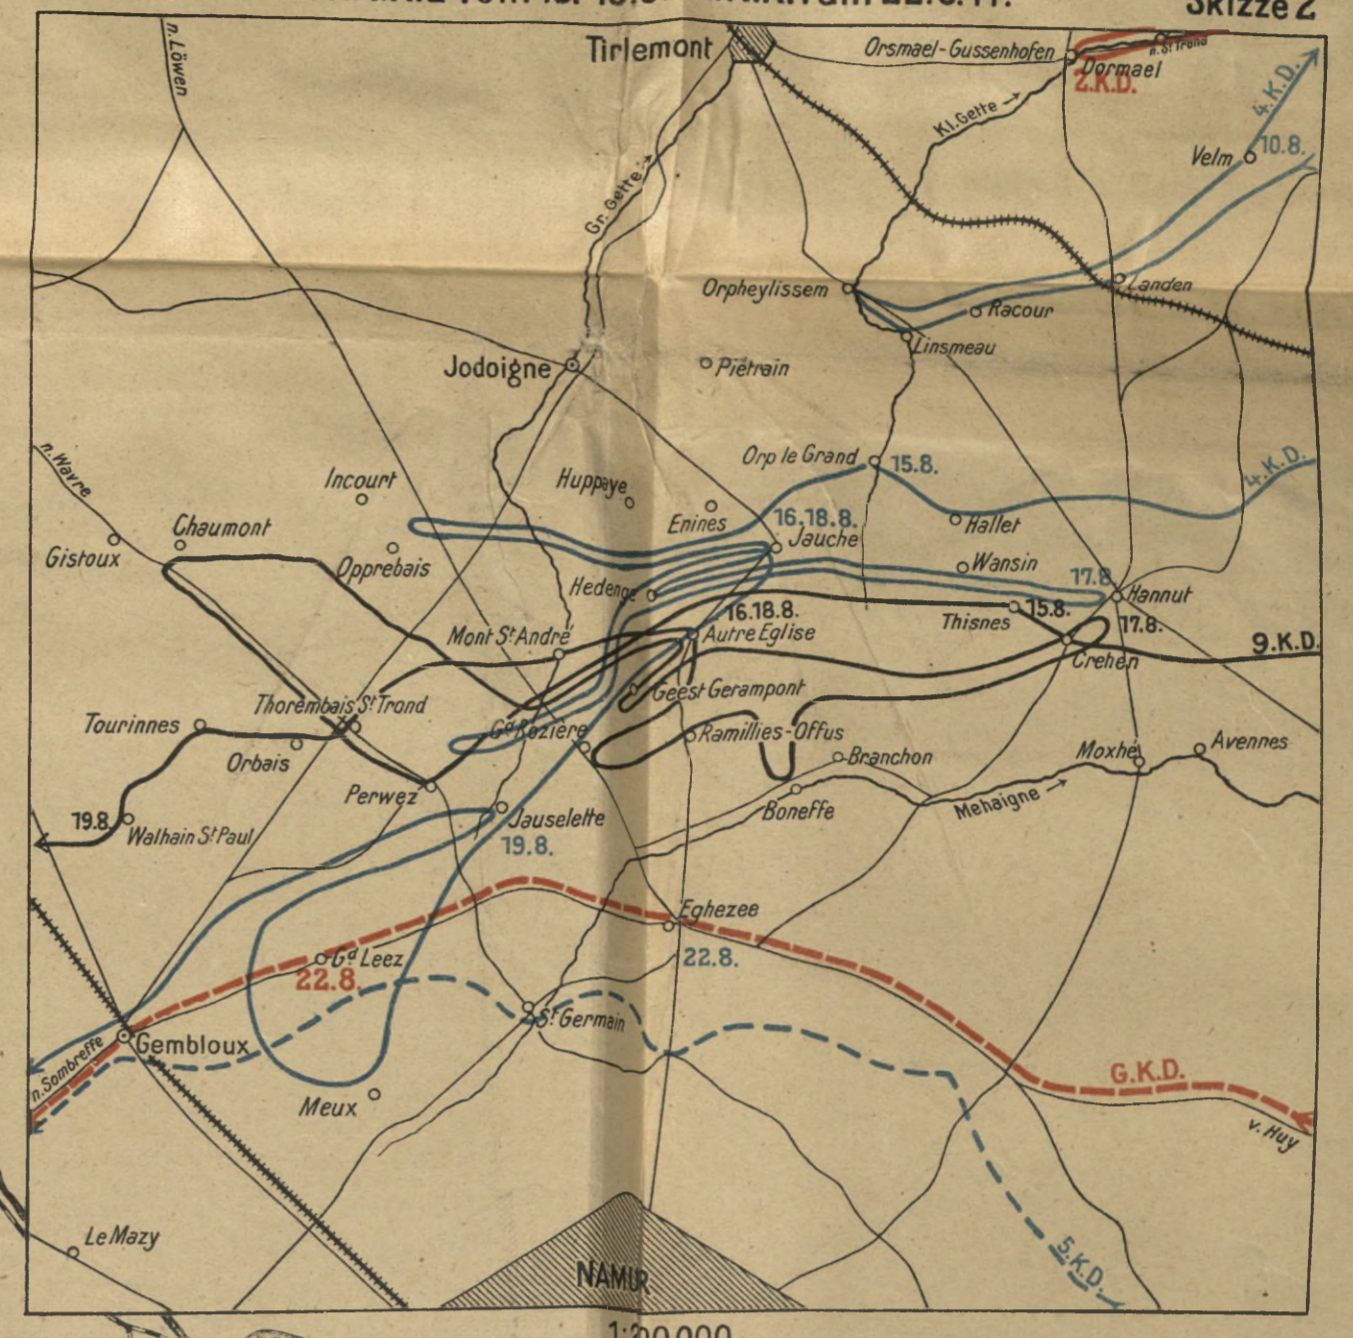 Skizze 2
n. Löwen
Tirlemont
Orsmael-Gussenhofen
n. St Trond
Dormael
2.K.D.
4.K.D.
Kl. Gette
Velm
10.8.
Gr. Gette
Orpheylissem
Landen
Racour
Linsmeau
Jodoigne
Piétrain
n. Wavre
Orp le Grand
15.8.
4.K.D.
Incourt
Huppaye
Enines
16.18.8.
Hallet
Chaumont
Jauche
Gistoux
Opprebais
Wansin
Hedenge
17.8.
Hannut
16.18.8.
15.8.
Thisnes
17.8.
Mont St André
Autre Eglise
9.K.D.
Crehen
Geest Gerampont
Thorembais St Trond
Tourinnes
Gd Rozière
Ramillies-Offus
Orbais
Branchon
Moxhe
Avennes
Perwez
Boneffe
Mehaigne
19.8.
Walhain St Paul
Jauselette
19.8.
Eghezee
22.8.
Gd Leez
22.8.
St Germain
Gembloux
n. Sombreffe
G.K.D.
Meux
v. Huy
Le Mazy
5.K.D.
NAMUR